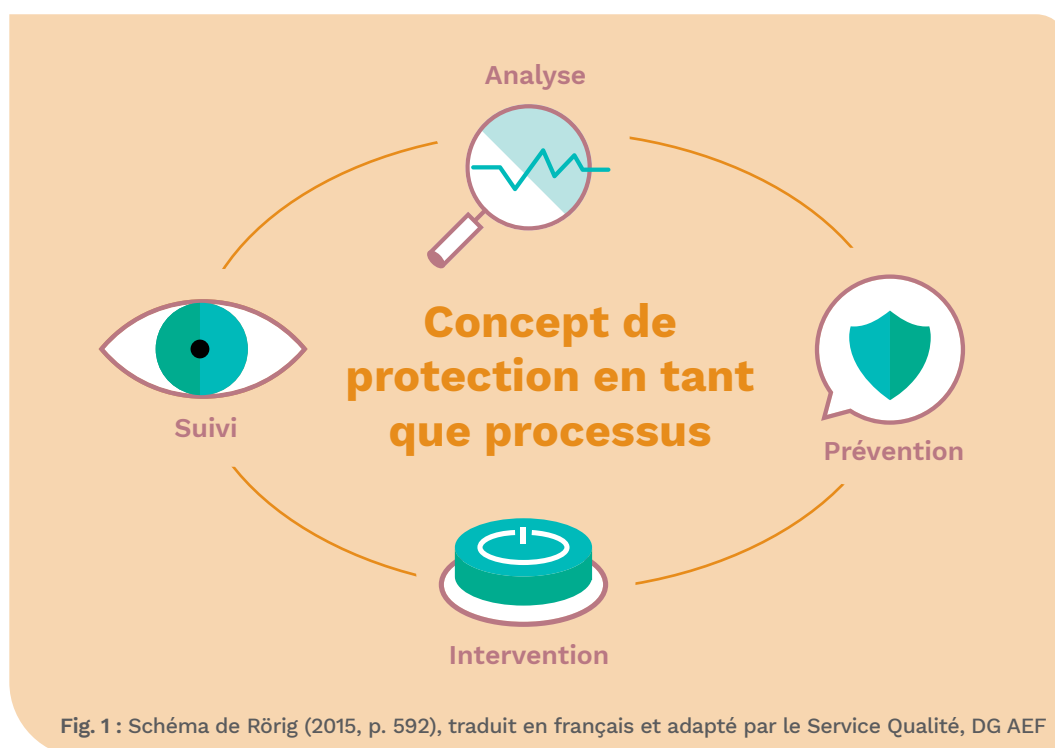 Analyse
Concept de
protection en tant
que processus
Suivi
Prévention
Intervention
Fig. 1 : Schéma de Rörig (2015, p. 592), traduit en français et adapté par le Service Qualité, DG AEF